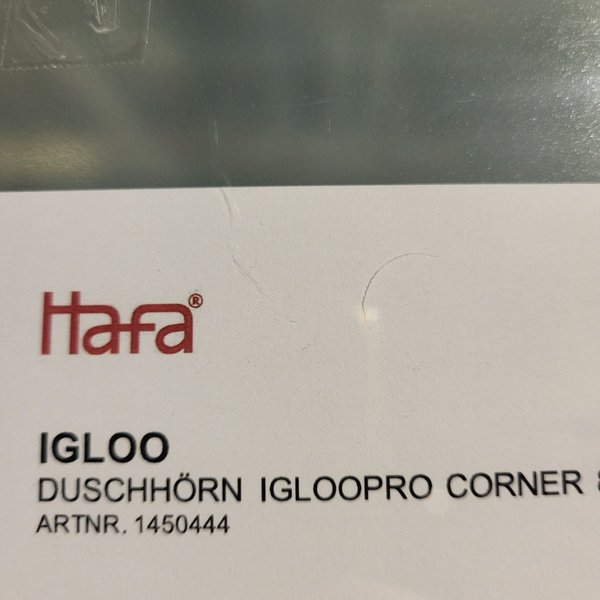 Hafa®
IGLOO
DUSCHHÖRN IGLOOPRO CORNER
ARTNR. 1450444